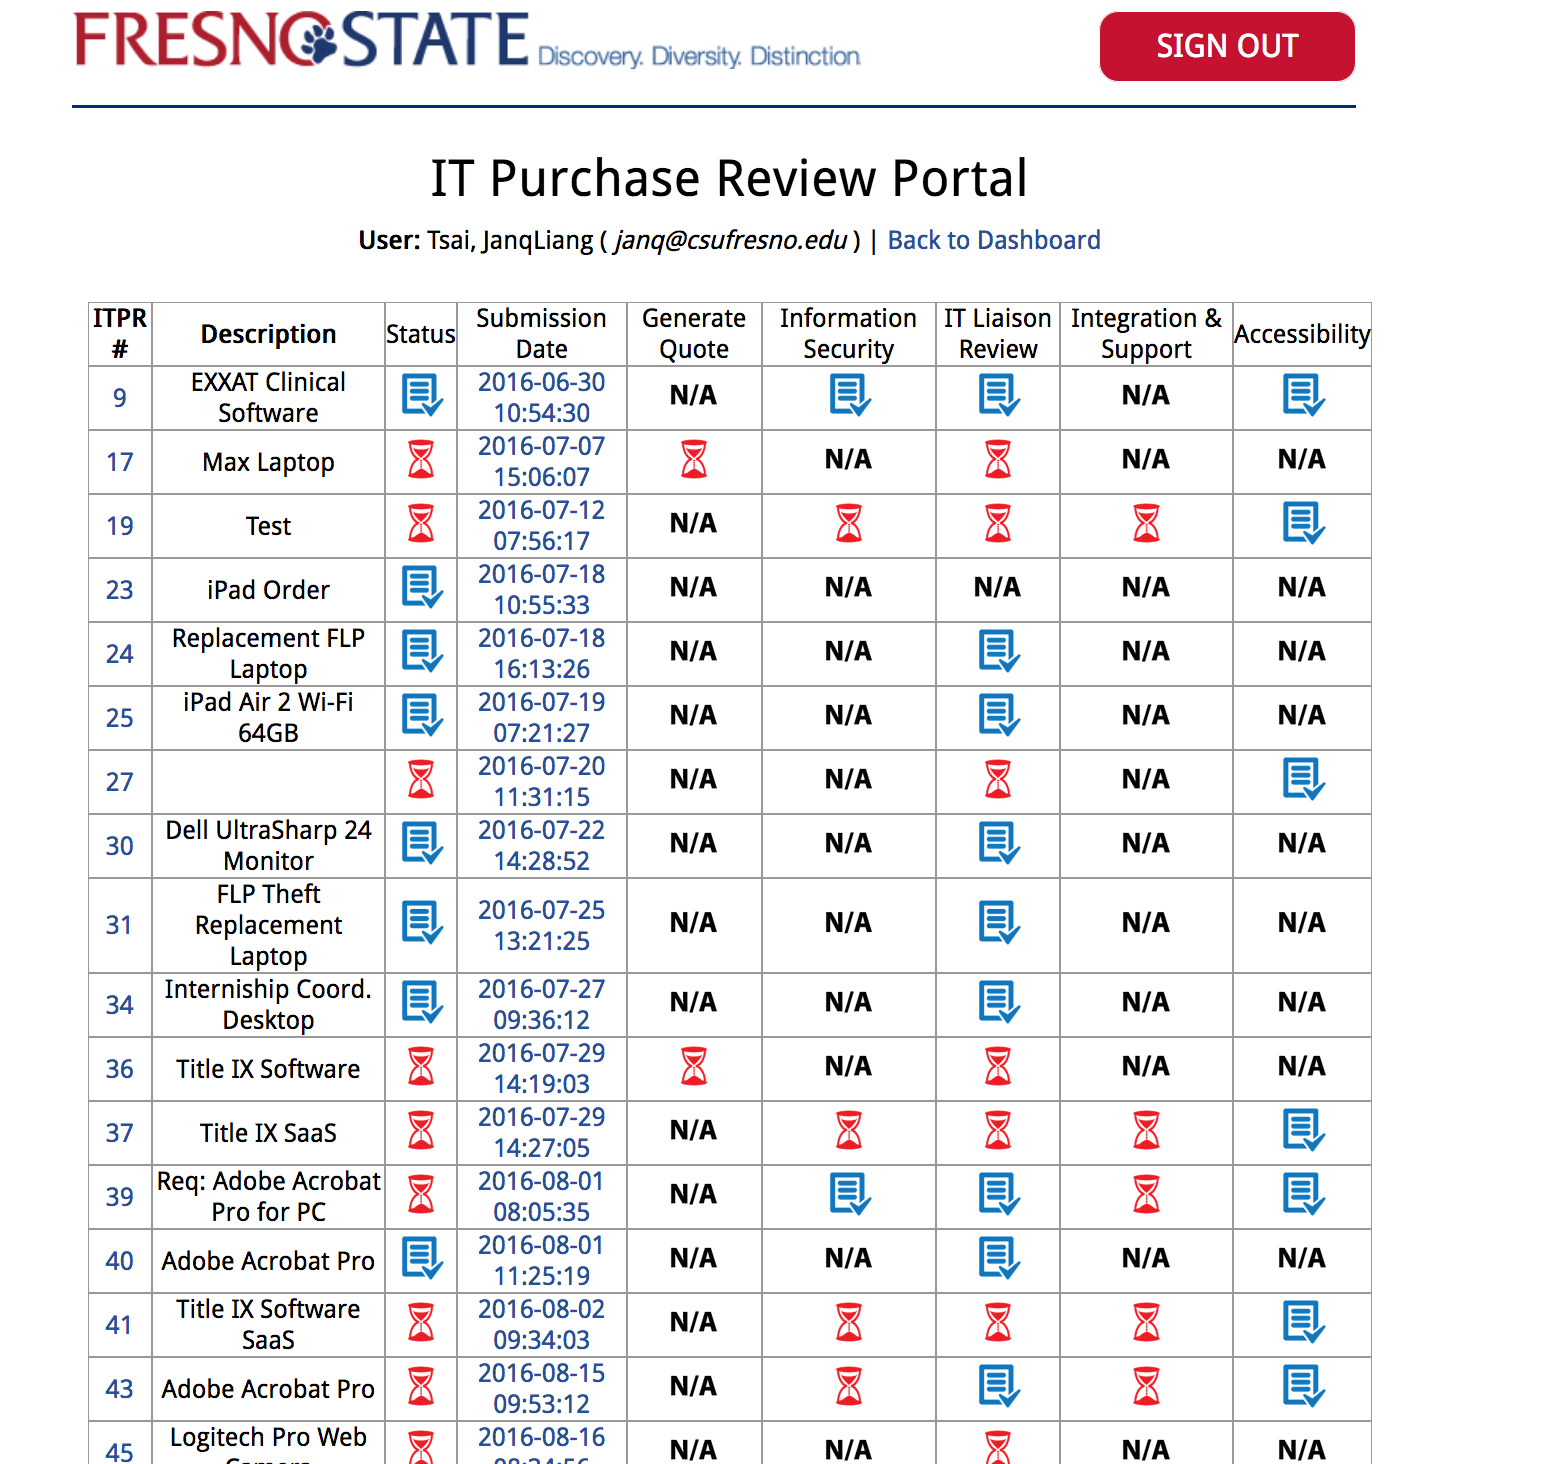 FRESNO STATE Discovery. Diversity. Distinction.
SIGN OUT
IT Purchase Review Portal
User: Tsai, JanqLiang ( janq@csufresno.edu ) | Back to Dashboard
ITPR # Description Status Submission Date Generate Quote Information Security IT Liaison Review Integration & Support Accessibility
9 EXXAT Clinical Software 2016-06-30 10:54:30 N/A N/A
17 Max Laptop 2016-07-07 15:06:07 N/A N/A N/A
19 Test 2016-07-12 07:56:17 N/A
23 iPad Order 2016-07-18 10:55:33 N/A N/A N/A N/A N/A
24 Replacement FLP Laptop 2016-07-18 16:13:26 N/A N/A N/A N/A
25 iPad Air 2 Wi-Fi 64GB 2016-07-19 07:21:27 N/A N/A N/A N/A
27 2016-07-20 11:31:15 N/A N/A N/A
30 Dell UltraSharp 24 Monitor 2016-07-22 14:28:52 N/A N/A N/A N/A
31 FLP Theft Replacement Laptop 2016-07-25 13:21:25 N/A N/A N/A N/A
34 Interniship Coord. Desktop 2016-07-27 09:36:12 N/A N/A N/A N/A
36 Title IX Software 2016-07-29 14:19:03 N/A N/A N/A
37 Title IX SaaS 2016-07-29 14:27:05 N/A
39 Req: Adobe Acrobat Pro for PC 2016-08-01 08:05:35 N/A
40 Adobe Acrobat Pro 2016-08-01 11:25:19 N/A N/A N/A N/A
41 Title IX Software SaaS 2016-08-02 09:34:03 N/A
43 Adobe Acrobat Pro 2016-08-15 09:53:12 N/A
45 Logitech Pro Web 2016-08-16 N/A N/A N/A N/A